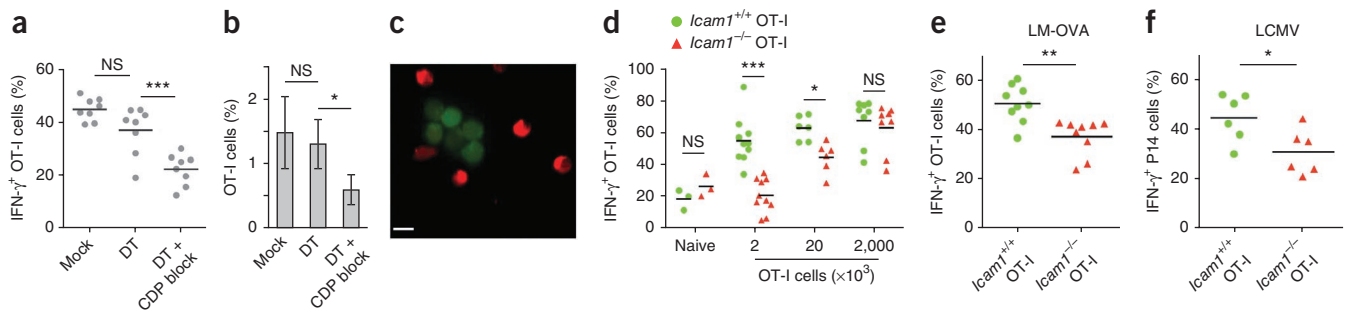 a
IFN-γ+ OT-I cells (%)
60
40
20
0
NS
***
Mock
DT
DT +
CDP block
b
OT-I cells (%)
2
1
0
NS
*
Mock
DT
DT +
CDP block
c
d
Icam1+/+ OT-I
Icam1–/– OT-I
IFN-γ+ OT-I cells (%)
100
80
60
40
20
0
NS
***
*
NS
Naive
2
20
2,000
OT-I cells (×10³)
e
LM-OVA
**
IFN-γ+ OT-I cells (%)
80
60
40
20
0
Icam1+/+
OT-I
Icam1–/–
OT-I
f
LCMV
*
IFN-γ+ P14 cells (%)
80
60
40
20
0
Icam1+/+
OT-I
Icam1–/–
OT-I